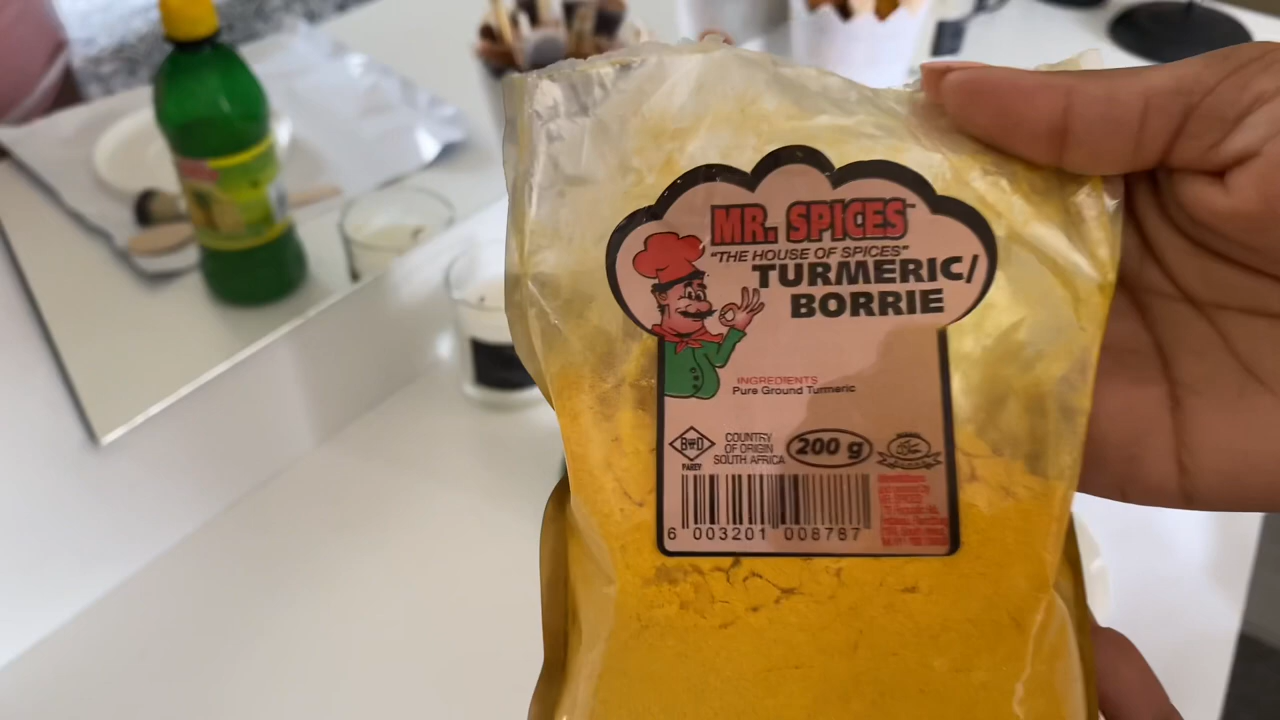 MR. SPICES
"THE HOUSE OF SPICES"
TURMERIC/
BORRIE
INGREDIENTS
Pure Ground Turmeric
COUNTRY
OF ORIGIN
SOUTH AFRICA
200 g
PAREV
6 003201 008787